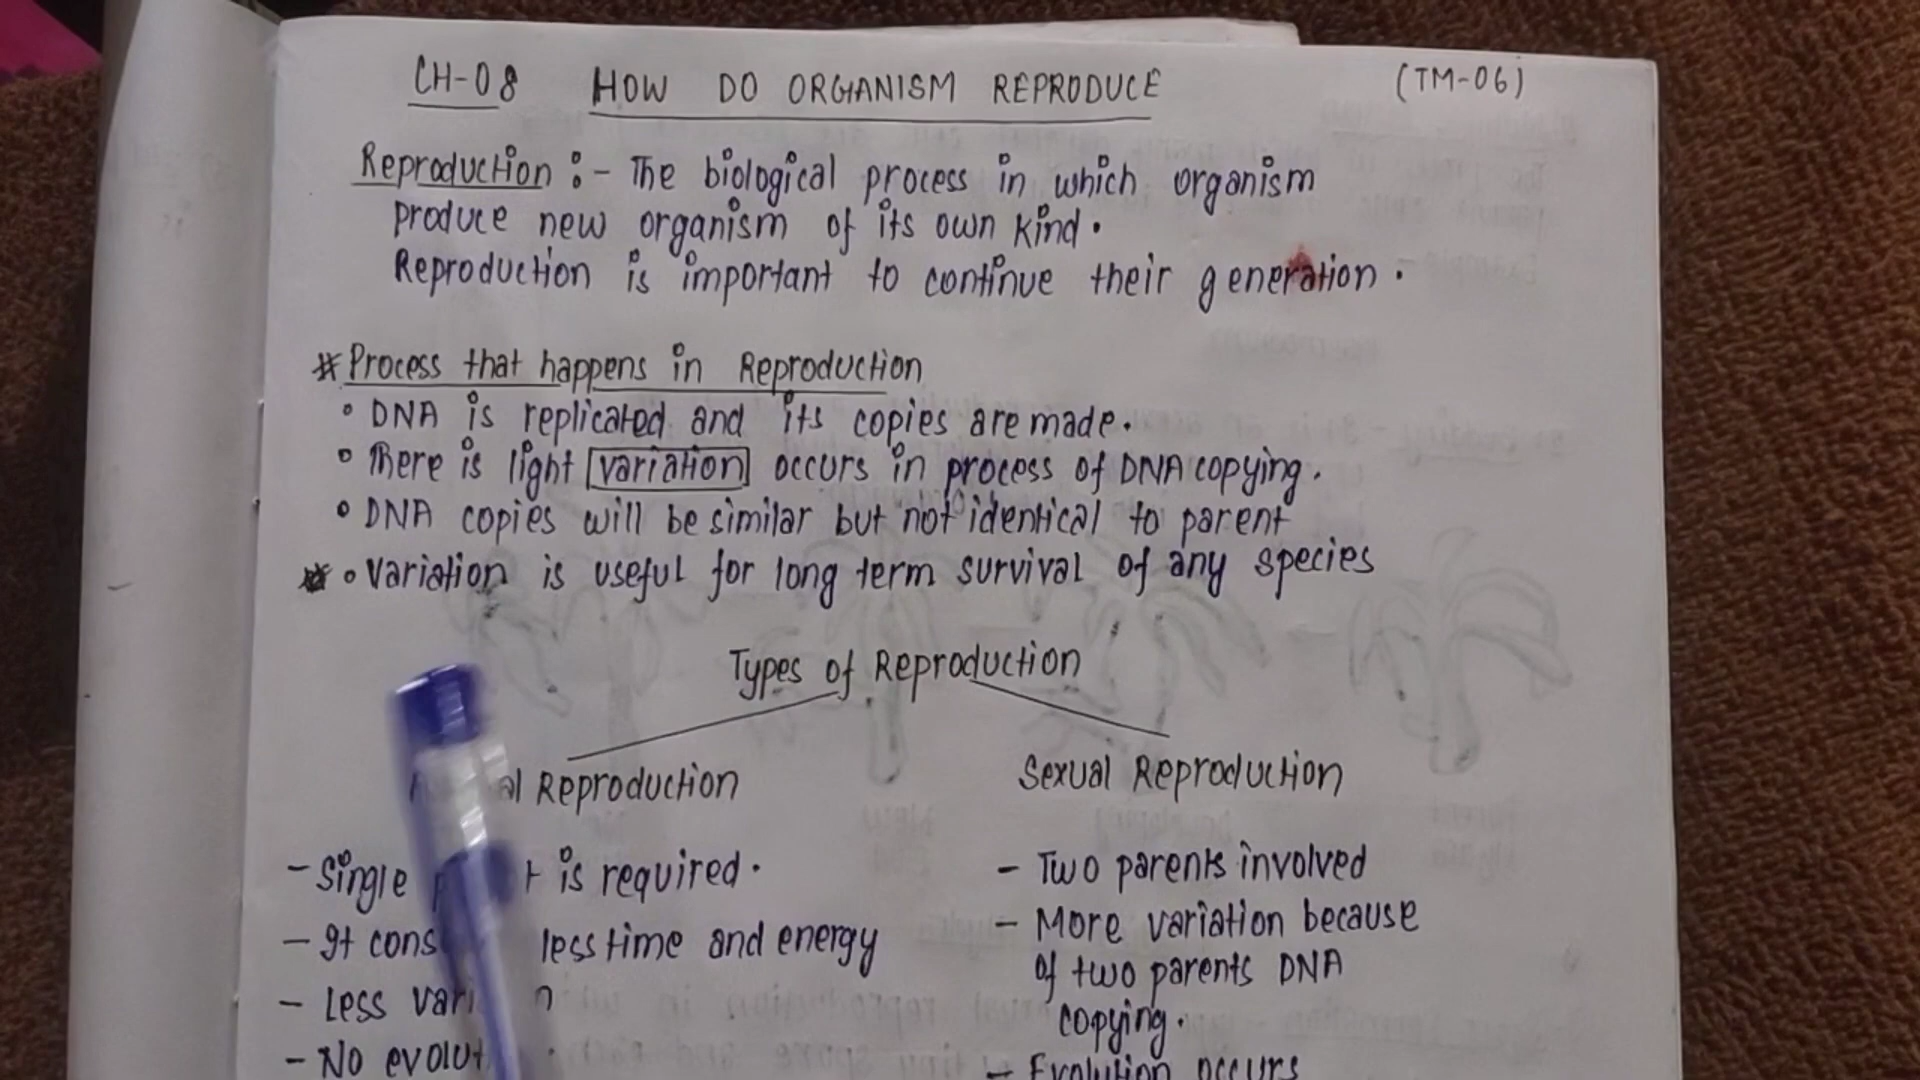 CH-08 HOW DO ORGANISM REPRODUCE (TM-06)
Reproduction :- The biological process in which organism
produce new organism of its own kind.
Reproduction is important to continue their generation.
* Process that happens in Reproduction
• DNA is replicated and its copies are made.
• There is light variation occurs in process of DNA copying.
• DNA copies will be similar but not identical to parent
* • Variation is useful for long term survival of any species
Types of Reproduction
Reproduction
Sexual Reproduction
- Single is required.
- It less time and energy
- Less
- No
- Two parents involved
- More variation because
of two parents DNA
copying.
- Evolution occurs